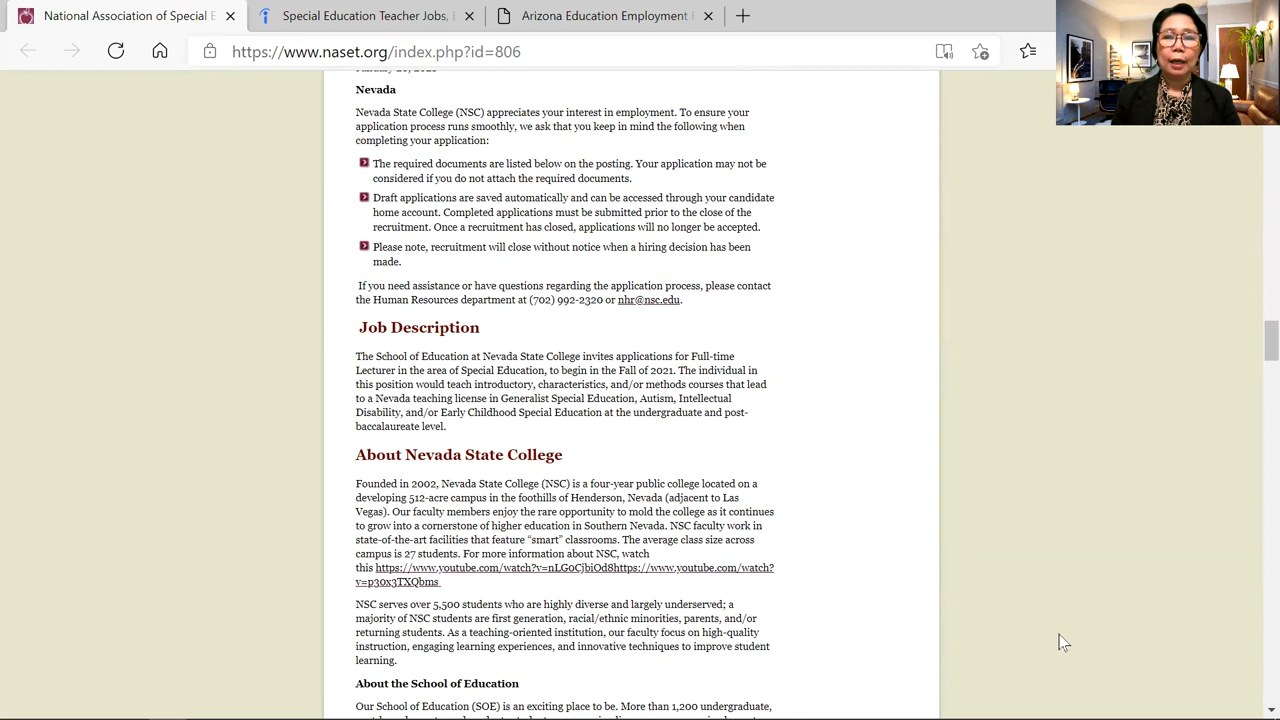 National Association of Special E
Special Education Teacher Jobs, E
Arizona Education Employment F
https://www.naset.org/index.php?id=806
Nevada
Nevada State College (NSC) appreciates your interest in employment. To ensure your
application process runs smoothly, we ask that you keep in mind the following when
completing your application:
The required documents are listed below on the posting. Your application may not be
considered if you do not attach the required documents.
Draft applications are saved automatically and can be accessed through your candidate
home account. Completed applications must be submitted prior to the close of the
recruitment. Once a recruitment has closed, applications will no longer be accepted.
Please note, recruitment will close without notice when a hiring decision has been
made.
If you need assistance or have questions regarding the application process, please contact
the Human Resources department at (702) 992-2320 or nhr@nsc.edu.
Job Description
The School of Education at Nevada State College invites applications for Full-time
Lecturer in the area of Special Education, to begin in the Fall of 2021. The individual in
this position would teach introductory, characteristics, and/or methods courses that lead
to a Nevada teaching license in Generalist Special Education, Autism, Intellectual
Disability, and/or Early Childhood Special Education at the undergraduate and post-
baccalaureate level.
About Nevada State College
Founded in 2002, Nevada State College (NSC) is a four-year public college located on a
developing 512-acre campus in the foothills of Henderson, Nevada (adjacent to Las
Vegas). Our faculty members enjoy the rare opportunity to mold the college as it continues
to grow into a cornerstone of higher education in Southern Nevada. NSC faculty work in
state-of-the-art facilities that feature “smart” classrooms. The average class size across
campus is 27 students. For more information about NSC, watch
this https://www.youtube.com/watch?v=nLG0CjbiOd8https://www.youtube.com/watch?
v=p30x3TXQbms
NSC serves over 5,500 students who are highly diverse and largely underserved; a
majority of NSC students are first generation, racial/ethnic minorities, parents, and/or
returning students. As a teaching-oriented institution, our faculty focus on high-quality
instruction, engaging learning experiences, and innovative techniques to improve student
learning.
About the School of Education
Our School of Education (SOE) is an exciting place to be. More than 1,200 undergraduate,